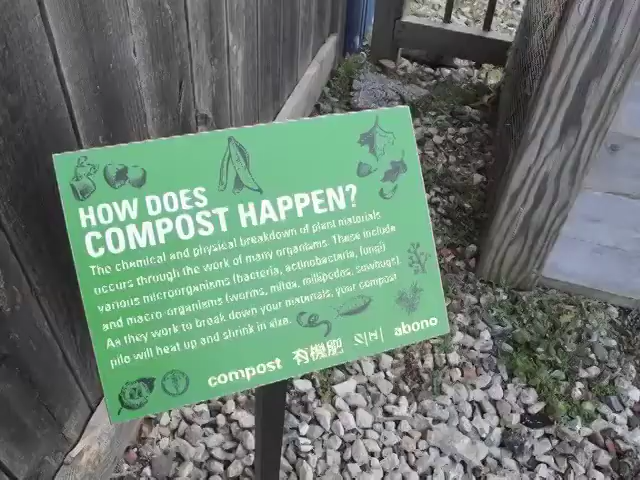 HOW DOES
COMPOST HAPPEN?
The chemical and physical breakdown of plant materials
occurs through the work of many organisms. These include
various microorganisms (bacteria, actinobacteria, fungi)
and macro-organisms (worms, mites, millipedes, sowbugs).
As they work to break down your materials, your compost
pile will heat up and shrink in size.
compost 有機肥 abono